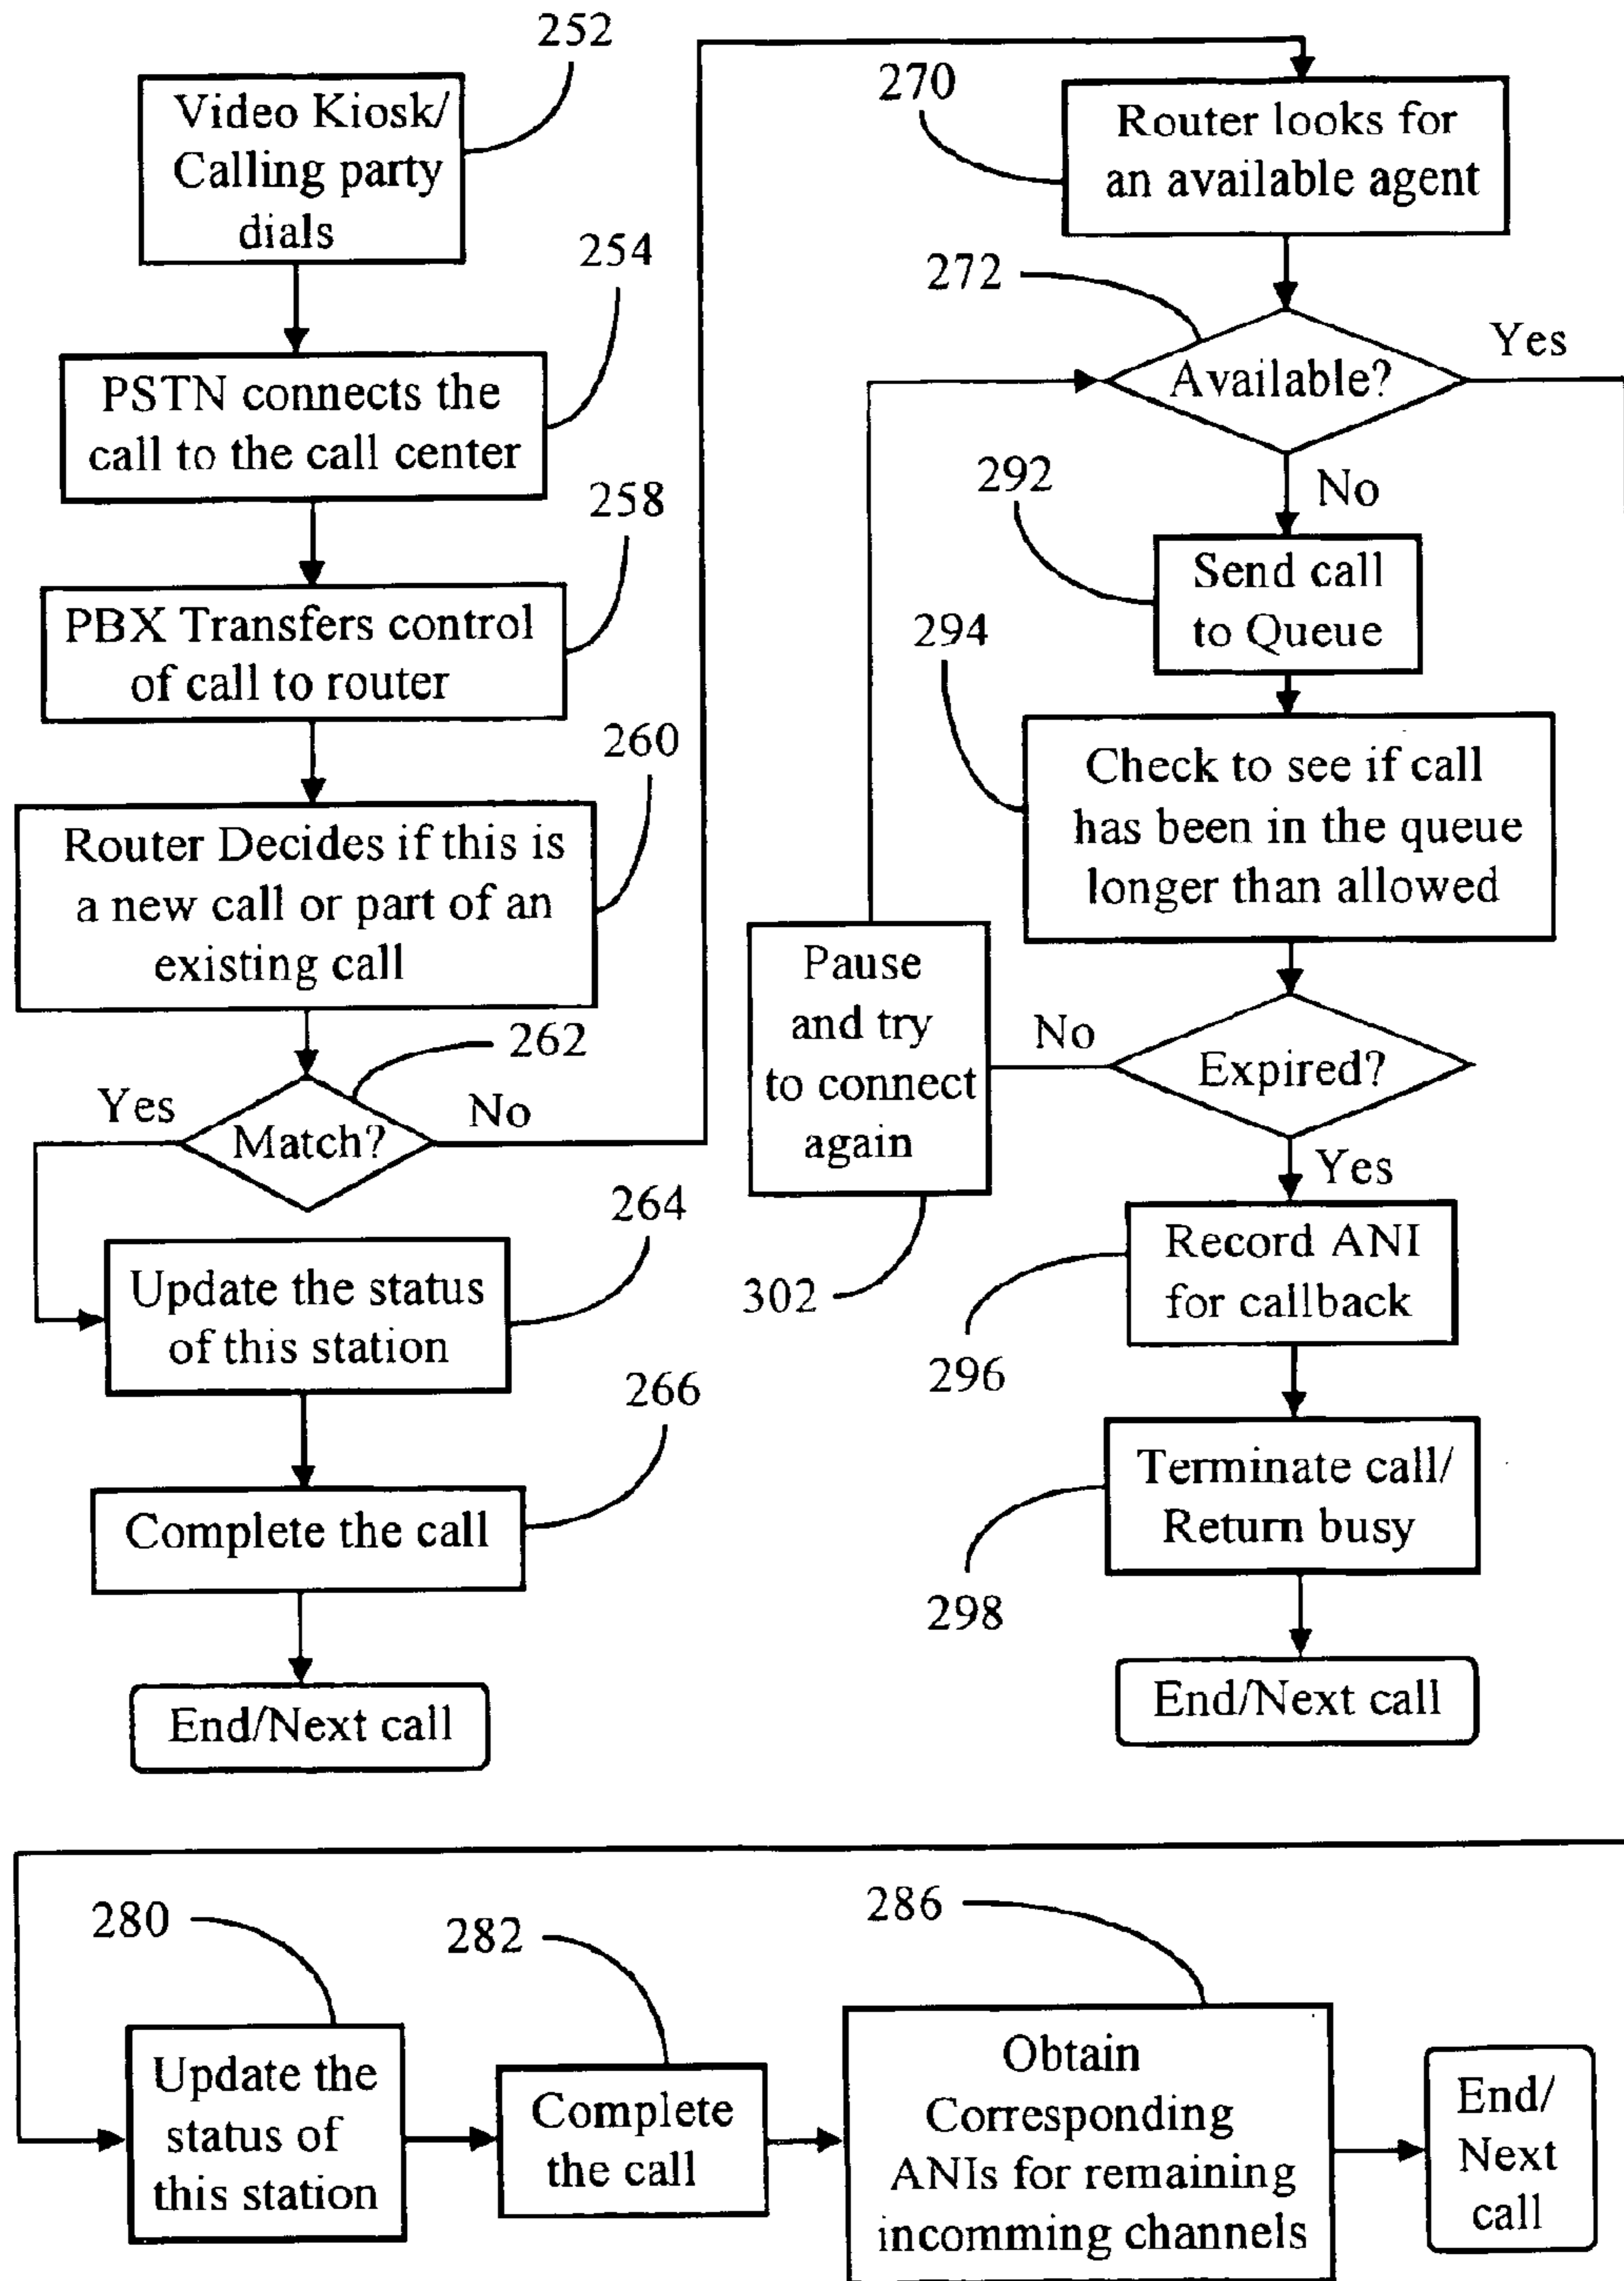 252
Video Kiosk/
Calling party
dials
254
PSTN connects the
call to the call center
258
PBX Transfers control
of call to router
260
Router Decides if this is
a new call or part of an
existing call
262
Yes
Match?
No
264
Update the status
of this station
266
Complete the call
End/Next call
270
Router looks for
an available agent
272
Available?
Yes
No
292
Send call
to Queue
294
Check to see if call
has been in the queue
longer than allowed
Expired?
No
Pause
and try
to connect
again
302
Yes
Record ANI
for callback
296
Terminate call/
Return busy
298
End/Next call
280
Update the
status of
this station
282
Complete
the call
286
Obtain
Corresponding
ANIs for remaining
incomming channels
End/
Next
call